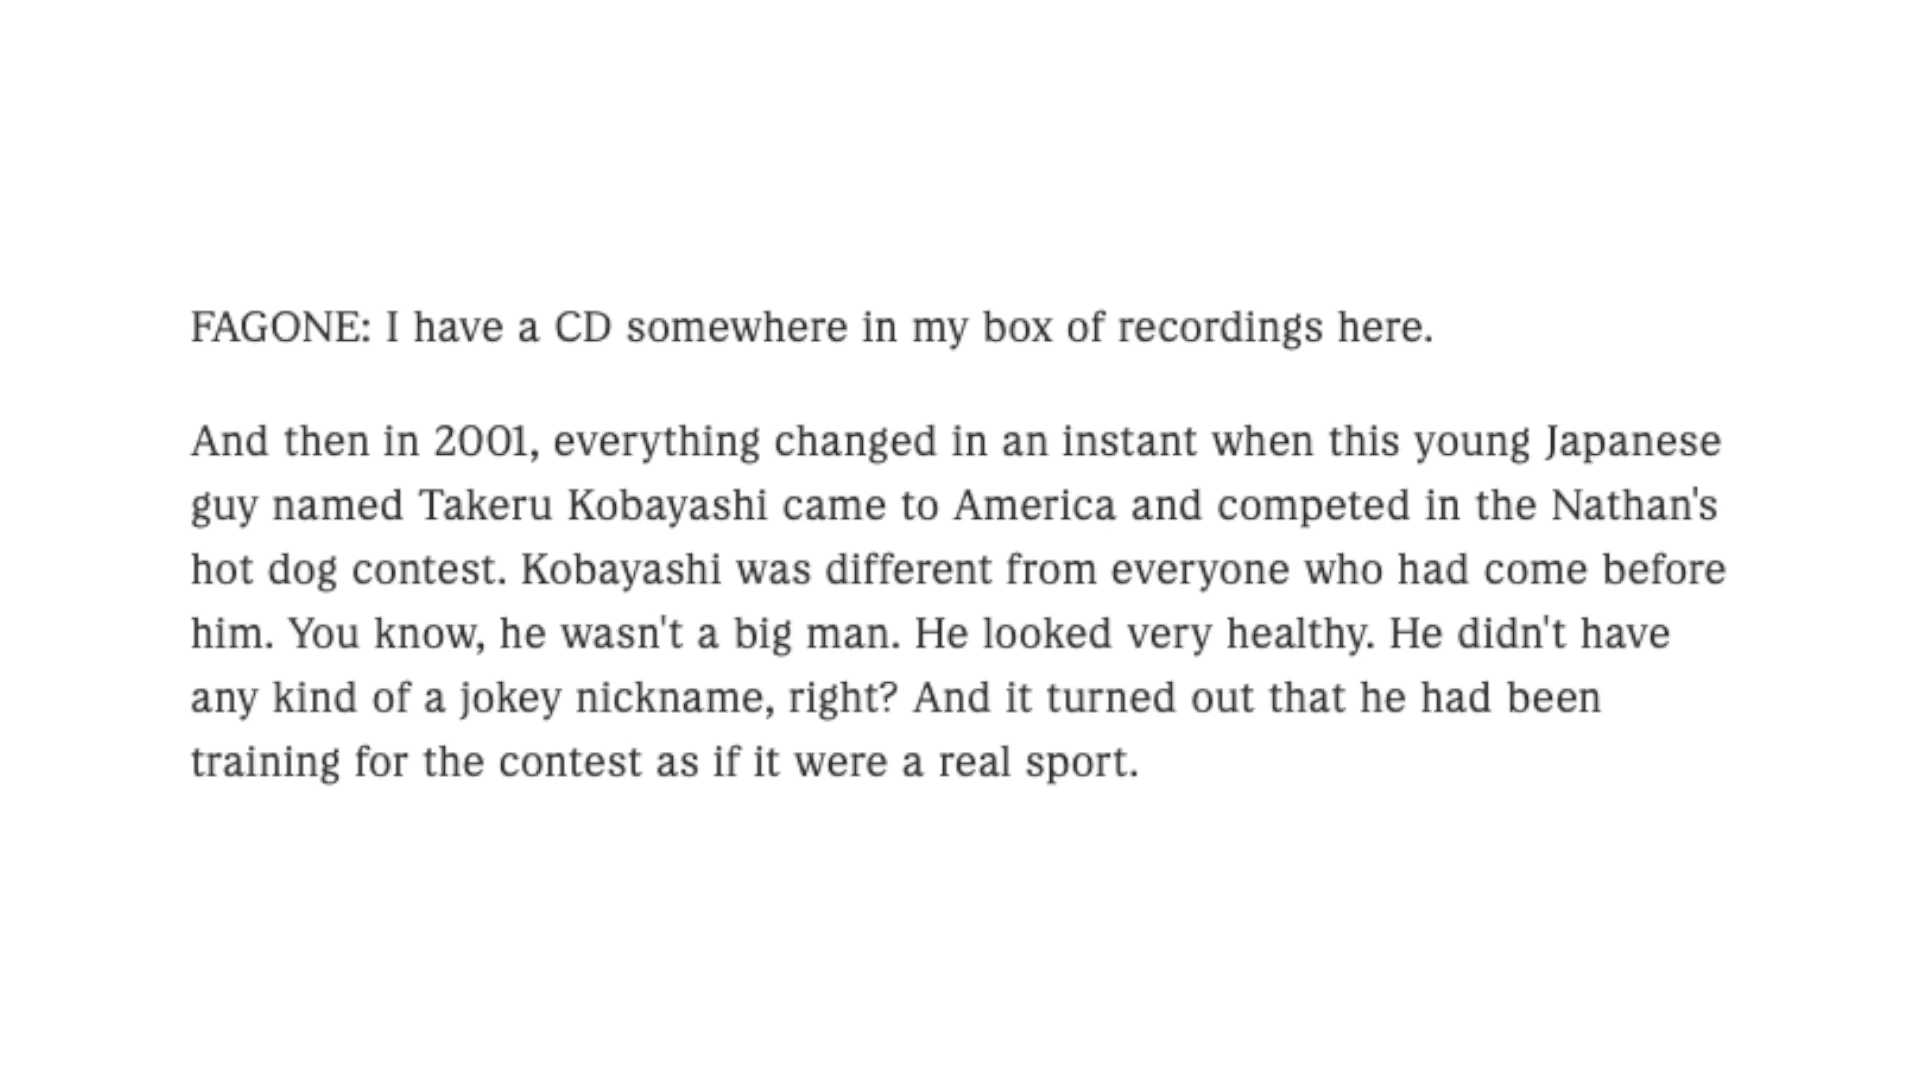 FAGONE: I have a CD somewhere in my box of recordings here.
And then in 2001, everything changed in an instant when this young Japanese
guy named Takeru Kobayashi came to America and competed in the Nathan's
hot dog contest. Kobayashi was different from everyone who had come before
him. You know, he wasn't a big man. He looked very healthy. He didn't have
any kind of a jokey nickname, right? And it turned out that he had been
training for the contest as if it were a real sport.